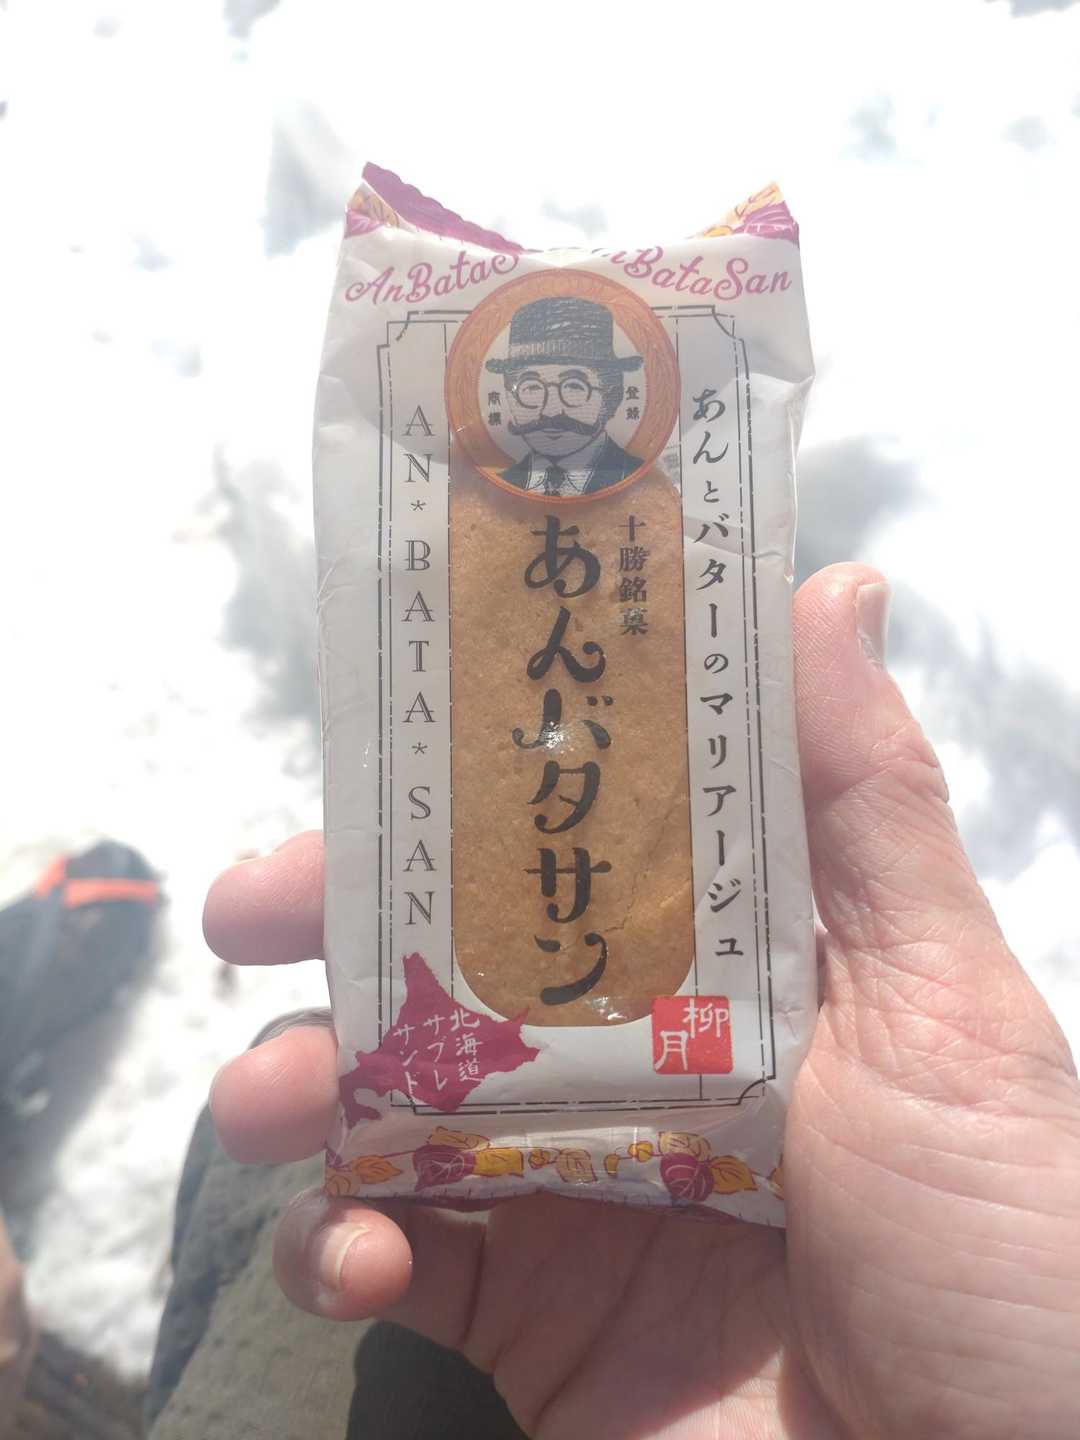 AnBataS
nBataSan
登録
商標
あんとバターのマリアージュ
十勝銘菓
あんバタサン
AN*BATA*SAN
北海道
サブレ
サンド
柳月